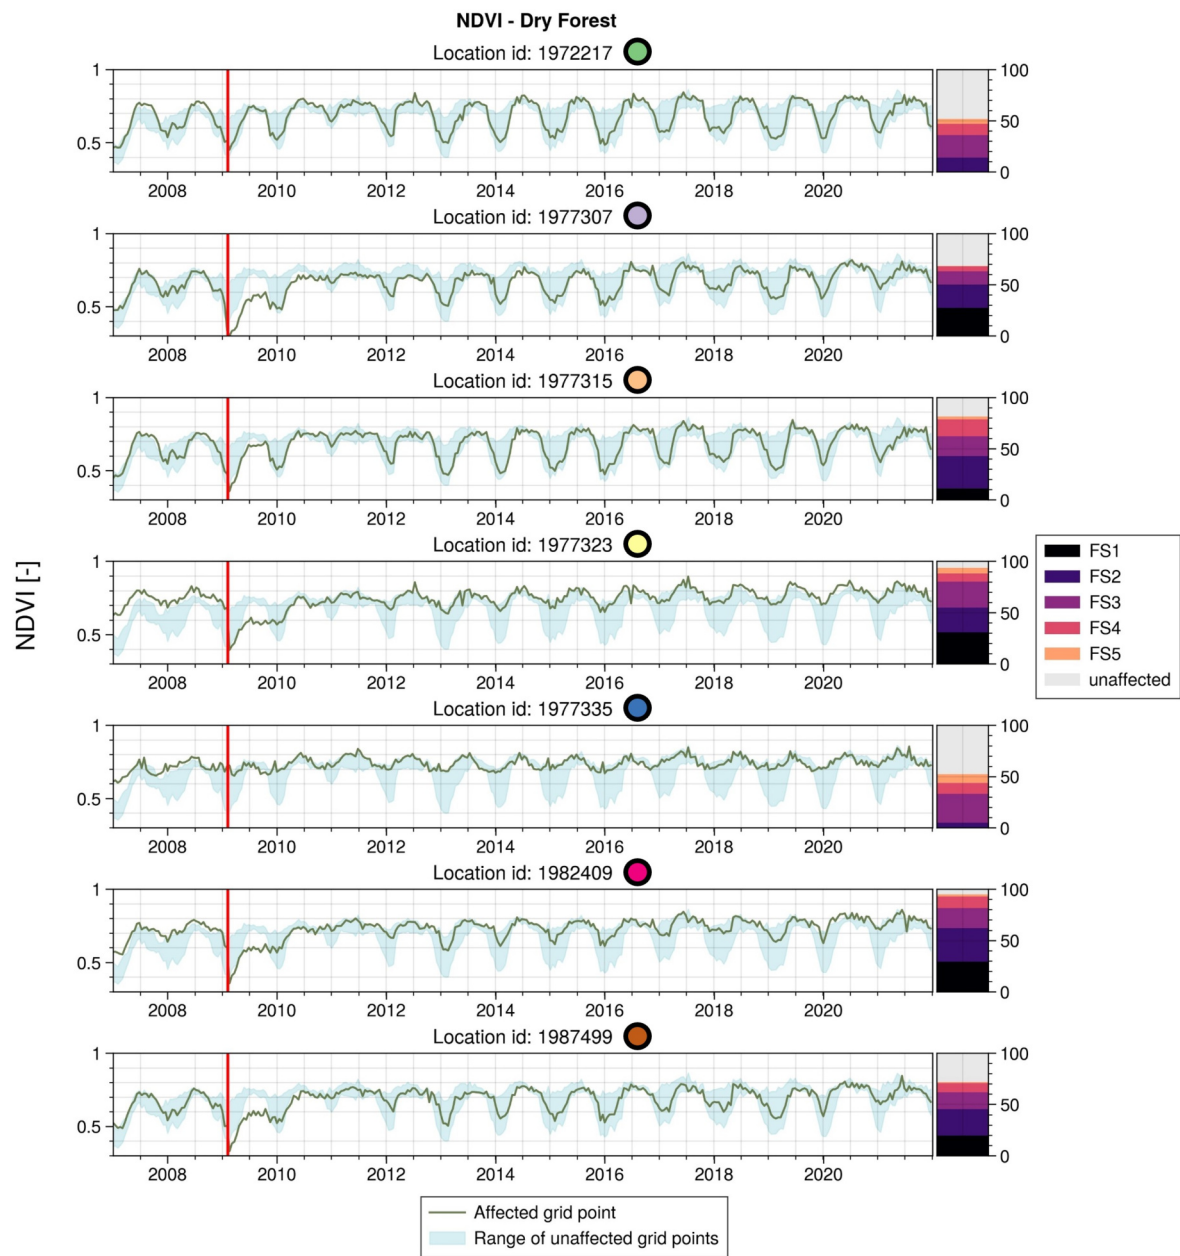 NDVI - Dry Forest
Location id: 1972217
1
0.5
100
50
0
2008 2010 2012 2014 2016 2018 2020
Location id: 1977307
1
0.5
100
50
0
2008 2010 2012 2014 2016 2018 2020
Location id: 1977315
1
0.5
100
50
0
2008 2010 2012 2014 2016 2018 2020
Location id: 1977323
1
0.5
100
50
0
2008 2010 2012 2014 2016 2018 2020
NDVI [-]
FS1
FS2
FS3
FS4
FS5
unaffected
Location id: 1977335
1
0.5
100
50
0
2008 2010 2012 2014 2016 2018 2020
Location id: 1982409
1
0.5
100
50
0
2008 2010 2012 2014 2016 2018 2020
Location id: 1987499
1
0.5
100
50
0
2008 2010 2012 2014 2016 2018 2020
Affected grid point
Range of unaffected grid points